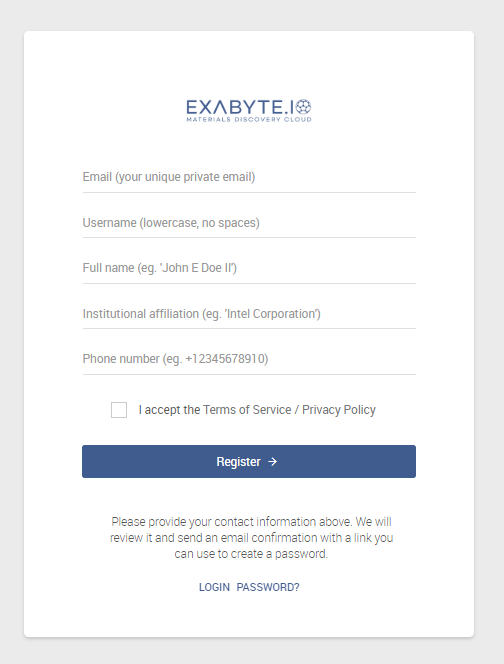 EXABYTE.IO
MATERIALS DISCOVERY CLOUD
Email (your unique private email)
Username (lowercase, no spaces)
Full name (eg. 'John E Doe II')
Institutional affiliation (eg. 'Intel Corporation')
Phone number (eg. +12345678910)
I accept the Terms of Service / Privacy Policy
Register →
Please provide your contact information above. We will
review it and send an email confirmation with a link you
can use to create a password.
LOGIN PASSWORD?